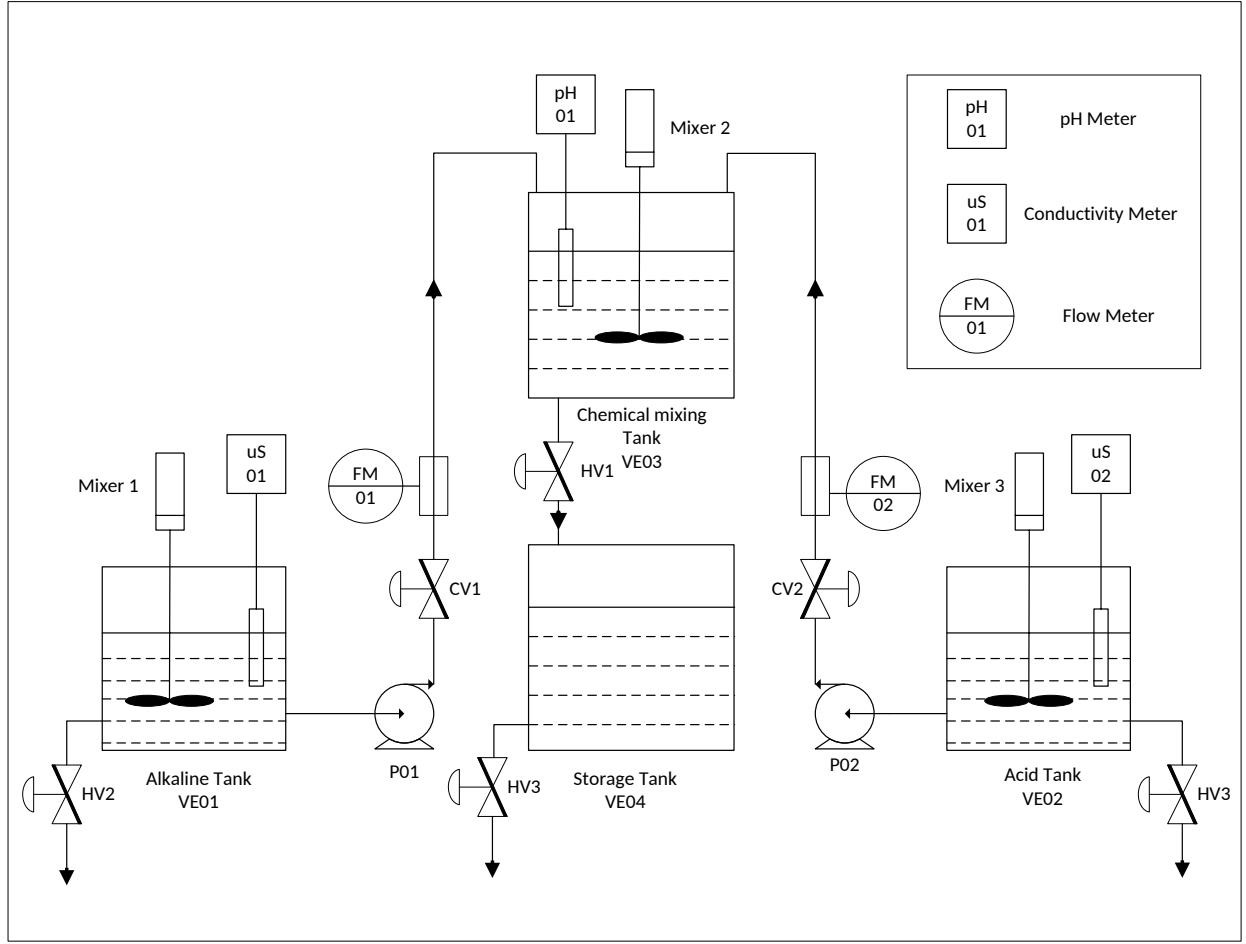 pH
01
Mixer 2
pH
01
pH Meter
uS
01
Conductivity Meter
FM
01
Flow Meter
Chemical mixing
Tank
VE03
HV1
Mixer 1
uS
01
FM
01
FM
02
Mixer 3
uS
02
CV1
CV2
P01
P02
Alkaline Tank
VE01
HV2
HV3
Storage Tank
VE04
Acid Tank
VE02
HV3